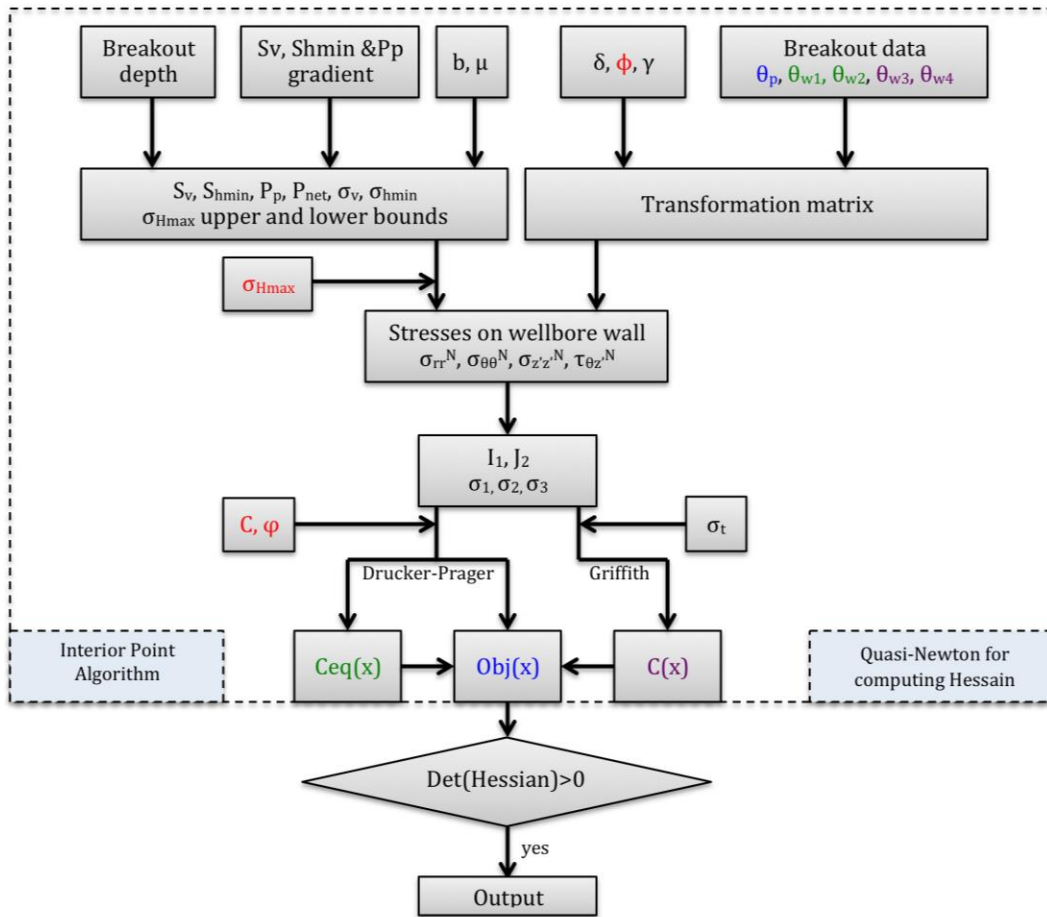 Breakout
depth
Sv, Shmin &Pp
gradient
b, μ
δ, ϕ, γ
Breakout data
θp, θw1, θw2, θw3, θw4
Sv, Shmin, Pp, Pnet, σv, σhmin
σHmax upper and lower bounds
Transformation matrix
σHmax
Stresses on wellbore wall
σrr^N, σθθ^N, σz'z'^N, τθz'^N
I1, J2
σ1, σ2, σ3
C, φ
σt
Drucker-Prager
Griffith
Interior Point
Algorithm
Ceq(x)
Obj(x)
C(x)
Quasi-Newton for
computing Hessain
Det(Hessian)>0
yes
Output